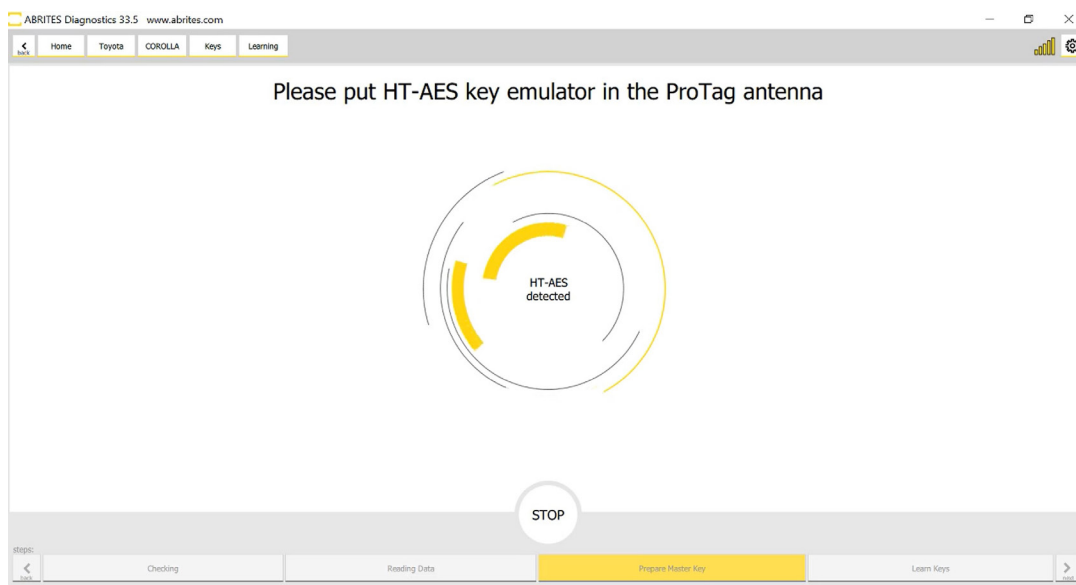 ABRITES Diagnostics 33.5 www.abrites.com
back Home Toyota COROLLA Keys Learning
Please put HT-AES key emulator in the ProTag antenna
HT-AES
detected
STOP
steps:
back Checking Reading Data Prepare Master Key Learn Keys next